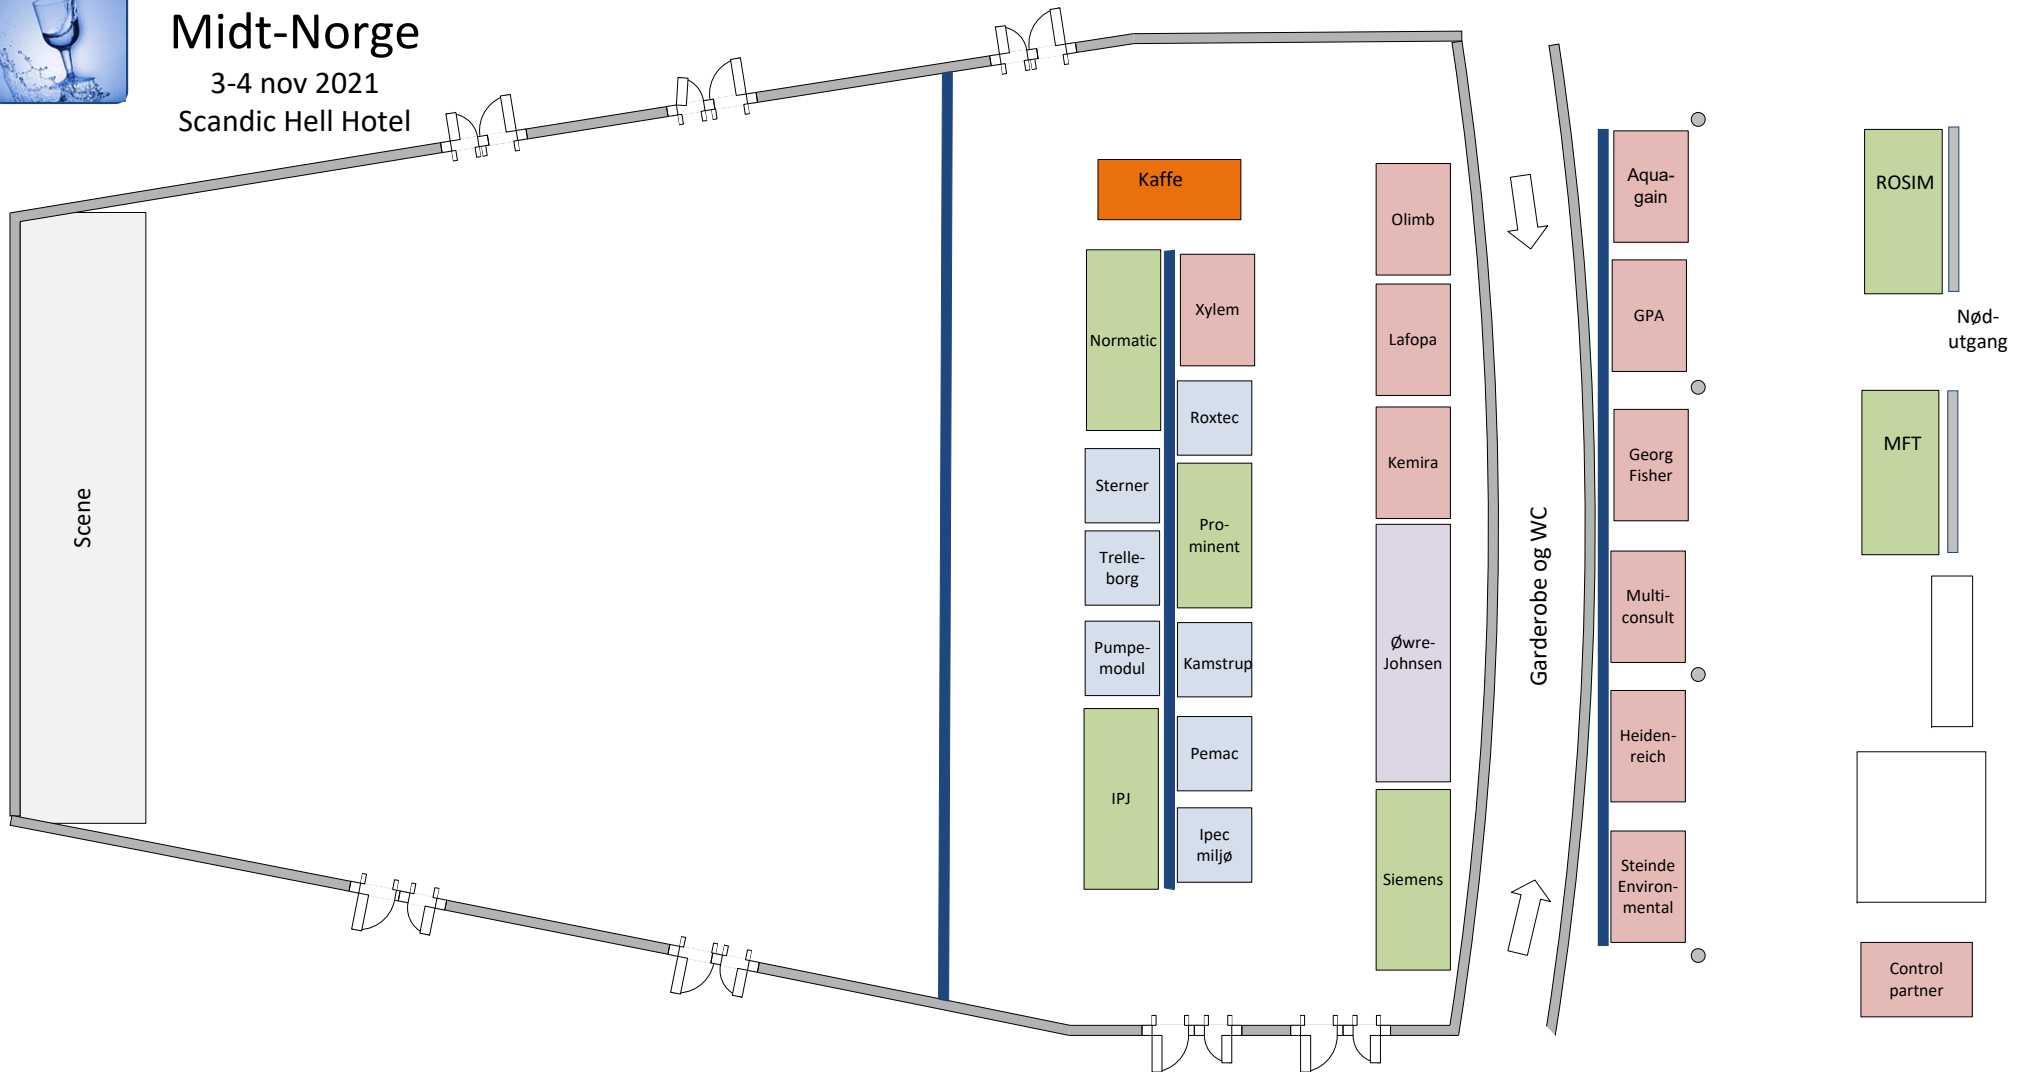 Midt-Norge
3-4 nov 2021
Scandic Hell Hotel
Scene
Kaffe
Normatic
Sterner
Trelle-
borg
Pumpe-
modul
IPJ
Xylem
Roxtec
Pro-
minent
Kamstrup
Pemac
Ipec
miljø
Olimb
Lafopa
Kemira
Øwre-
Johnsen
Siemens
Garderobe og WC
Aqua-
gain
GPA
Georg
Fisher
Multi-
consult
Heiden-
reich
Steinde
Environ-
mental
ROSIM
Nød-
utgang
MFT
Control
partner